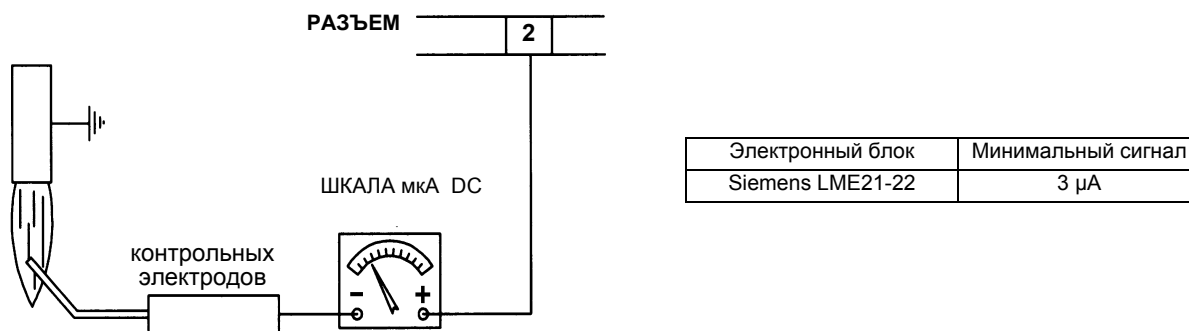 РАЗЪЕМ
2
ШКАЛА мкА DC
контрольных
электродов
- +
Электронный блок Минимальный сигнал
Siemens LME21-22 3 µA